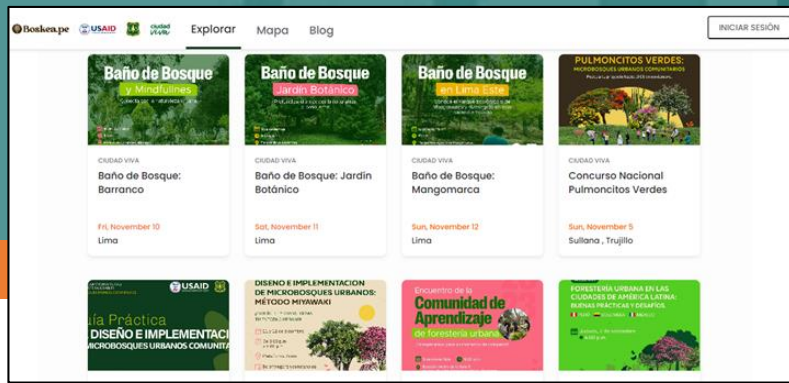 Boskea.pe USAID ciudad viva Explorar Mapa Blog INICIAR SESIÓN
Baño de Bosque
y Mindfullnes
Baño de Bosque
Jardín Botánico
Baño de Bosque
en Lima Este
PULMONCITOS VERDES:
MICROBOSQUES URBANOS COMUNITARIOS
CIUDAD VIVA
Baño de Bosque:
Barranco
Fri, November 10
Lima
CIUDAD VIVA
Baño de Bosque: Jardín
Botánico
Sat, November 11
Lima
CIUDAD VIVA
Baño de Bosque:
Mangomarca
Sun, November 12
Lima
CIUDAD VIVA
Concurso Nacional
Pulmoncitos Verdes
Sun, November 5
Sullana , Trujillo
USAID
ía Práctica
DISEÑO E IMPLEMENTACI
MICROBOSQUES URBANOS COMUNITA
DISEÑO E IMPLEMENTACIÓN
DE MICROBOSQUES URBANOS:
MÉTODO MIYAWAKI
Encuentro de la
Comunidad de
Aprendizaje
de forestería urbana
FORESTERÍA URBANA EN LAS
CIUDADES DE AMÉRICA LATINA:
BUENAS PRÁCTICAS Y DESAFÍOS